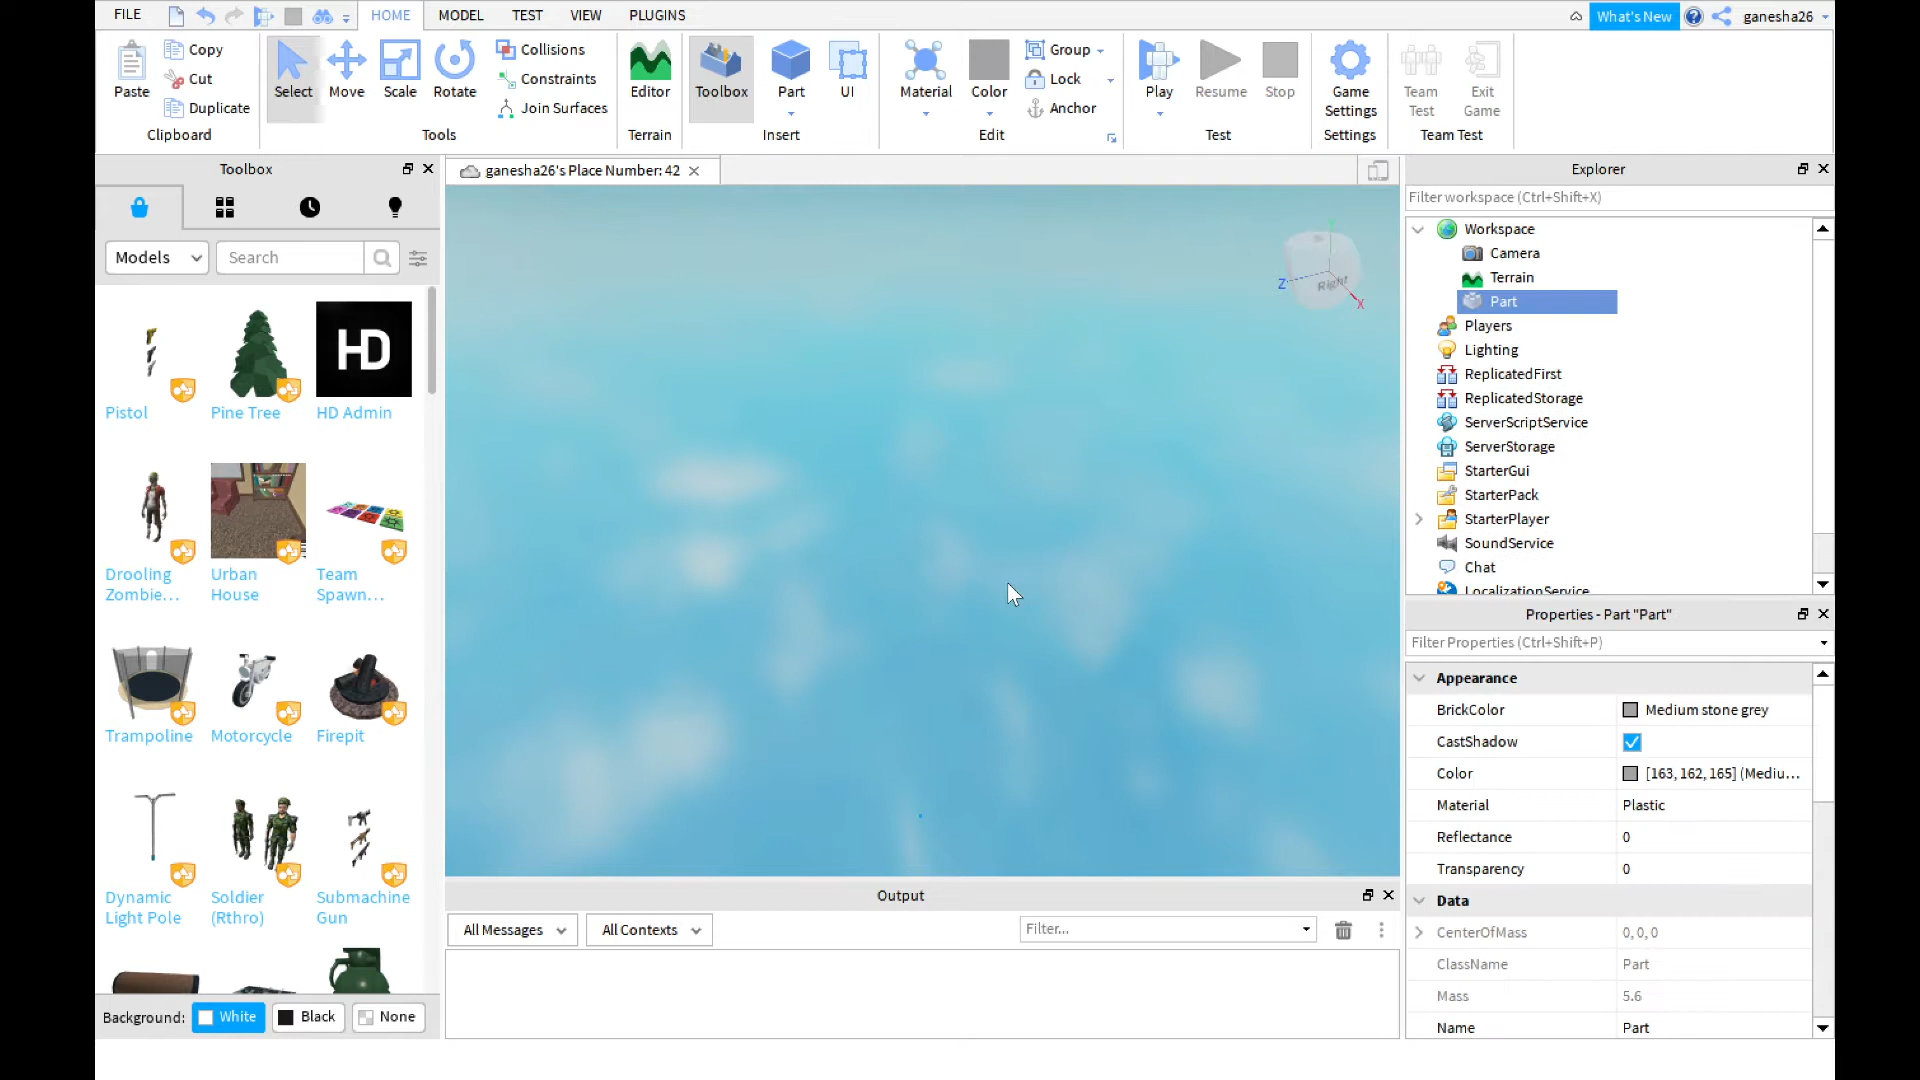 FILE
HOME
MODEL
TEST
VIEW
PLUGINS
What's New
ganesha26
Paste
Copy
Cut
Duplicate
Clipboard
Select
Move
Scale
Rotate
Collisions
Constraints
Join Surfaces
Tools
Editor
Terrain
Toolbox
Part
UI
Insert
Material
Color
Group
Lock
Anchor
Edit
Play
Resume
Stop
Test
Game
Settings
Settings
Team
Test
Exit
Game
Team Test
Toolbox
Models
Search
Pistol
Pine Tree
HD
HD Admin
Drooling
Zombie...
Urban
House
Team
Spawn...
Trampoline
Motorcycle
Firepit
Dynamic
Light Pole
Soldier
(Rthro)
Submachine
Gun
Background:
White
Black
None
ganesha26's Place Number: 42
Right
Z
X
Output
All Messages
All Contexts
Filter...
Explorer
Filter workspace (Ctrl+Shift+X)
Workspace
Camera
Terrain
Part
Players
Lighting
ReplicatedFirst
ReplicatedStorage
ServerScriptService
ServerStorage
StarterGui
StarterPack
StarterPlayer
SoundService
Chat
LocalizationService
Properties - Part "Part"
Filter Properties (Ctrl+Shift+P)
Appearance
BrickColor Medium stone grey
CastShadow
Color [163, 162, 165] (Mediu...
Material Plastic
Reflectance 0
Transparency 0
Data
CenterOfMass 0, 0, 0
ClassName Part
Mass 5.6
Name Part